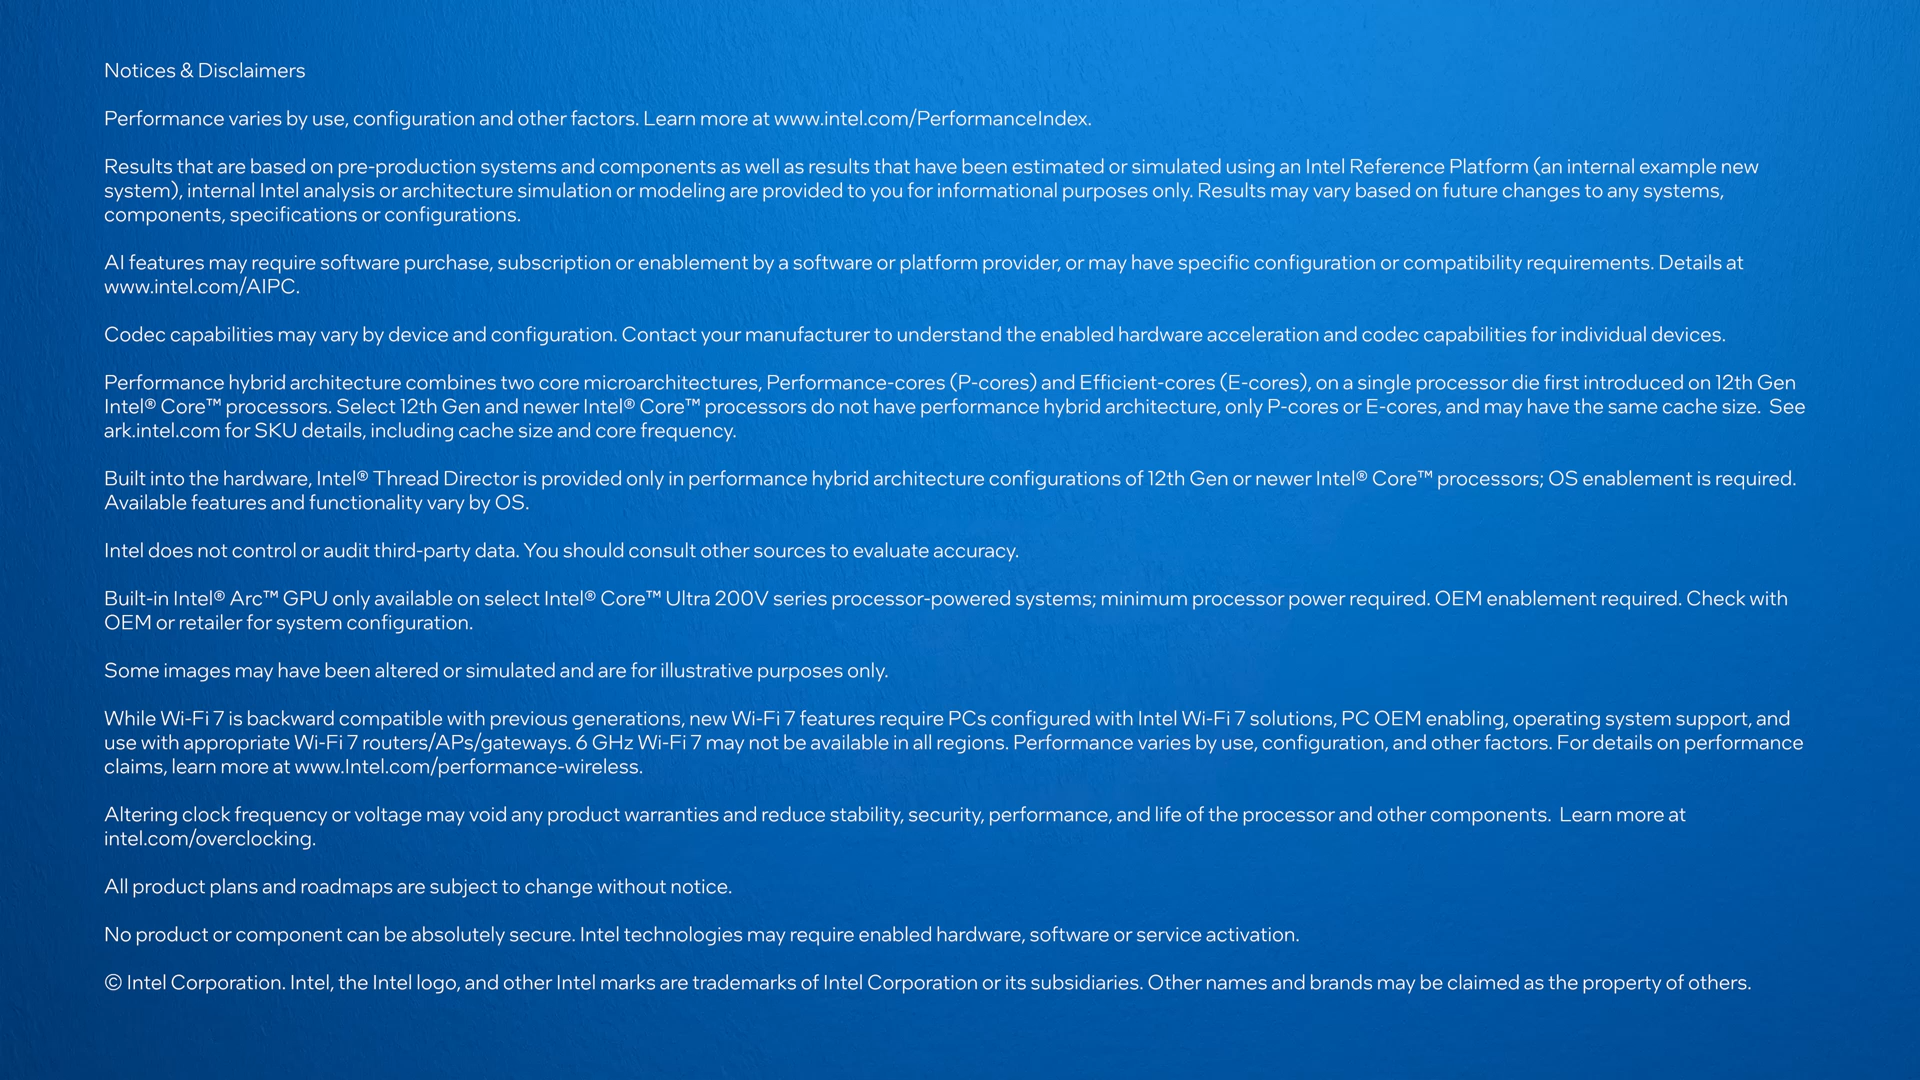 Notices & Disclaimers
Performance varies by use, configuration and other factors. Learn more at www.intel.com/PerformanceIndex.
Results that are based on pre-production systems and components as well as results that have been estimated or simulated using an Intel Reference Platform (an internal example new
system), internal Intel analysis or architecture simulation or modeling are provided to you for informational purposes only. Results may vary based on future changes to any systems,
components, specifications or configurations.
AI features may require software purchase, subscription or enablement by a software or platform provider, or may have specific configuration or compatibility requirements. Details at
www.intel.com/AIPC.
Codec capabilities may vary by device and configuration. Contact your manufacturer to understand the enabled hardware acceleration and codec capabilities for individual devices.
Performance hybrid architecture combines two core microarchitectures, Performance-cores (P-cores) and Efficient-cores (E-cores), on a single processor die first introduced on 12th Gen
Intel® Core™ processors. Select 12th Gen and newer Intel® Core™ processors do not have performance hybrid architecture, only P-cores or E-cores, and may have the same cache size.  See
ark.intel.com for SKU details, including cache size and core frequency.
Built into the hardware, Intel® Thread Director is provided only in performance hybrid architecture configurations of 12th Gen or newer Intel® Core™ processors; OS enablement is required.
Available features and functionality vary by OS.
Intel does not control or audit third-party data. You should consult other sources to evaluate accuracy.
Built-in Intel® Arc™ GPU only available on select Intel® Core™ Ultra 200V series processor-powered systems; minimum processor power required. OEM enablement required. Check with
OEM or retailer for system configuration.
Some images may have been altered or simulated and are for illustrative purposes only.
While Wi-Fi 7 is backward compatible with previous generations, new Wi-Fi 7 features require PCs configured with Intel Wi-Fi 7 solutions, PC OEM enabling, operating system support, and
use with appropriate Wi-Fi 7 routers/APs/gateways. 6 GHz Wi-Fi 7 may not be available in all regions. Performance varies by use, configuration, and other factors. For details on performance
claims, learn more at www.Intel.com/performance-wireless.
Altering clock frequency or voltage may void any product warranties and reduce stability, security, performance, and life of the processor and other components.  Learn more at
intel.com/overclocking.
All product plans and roadmaps are subject to change without notice.
No product or component can be absolutely secure. Intel technologies may require enabled hardware, software or service activation.
© Intel Corporation. Intel, the Intel logo, and other Intel marks are trademarks of Intel Corporation or its subsidiaries. Other names and brands may be claimed as the property of others.